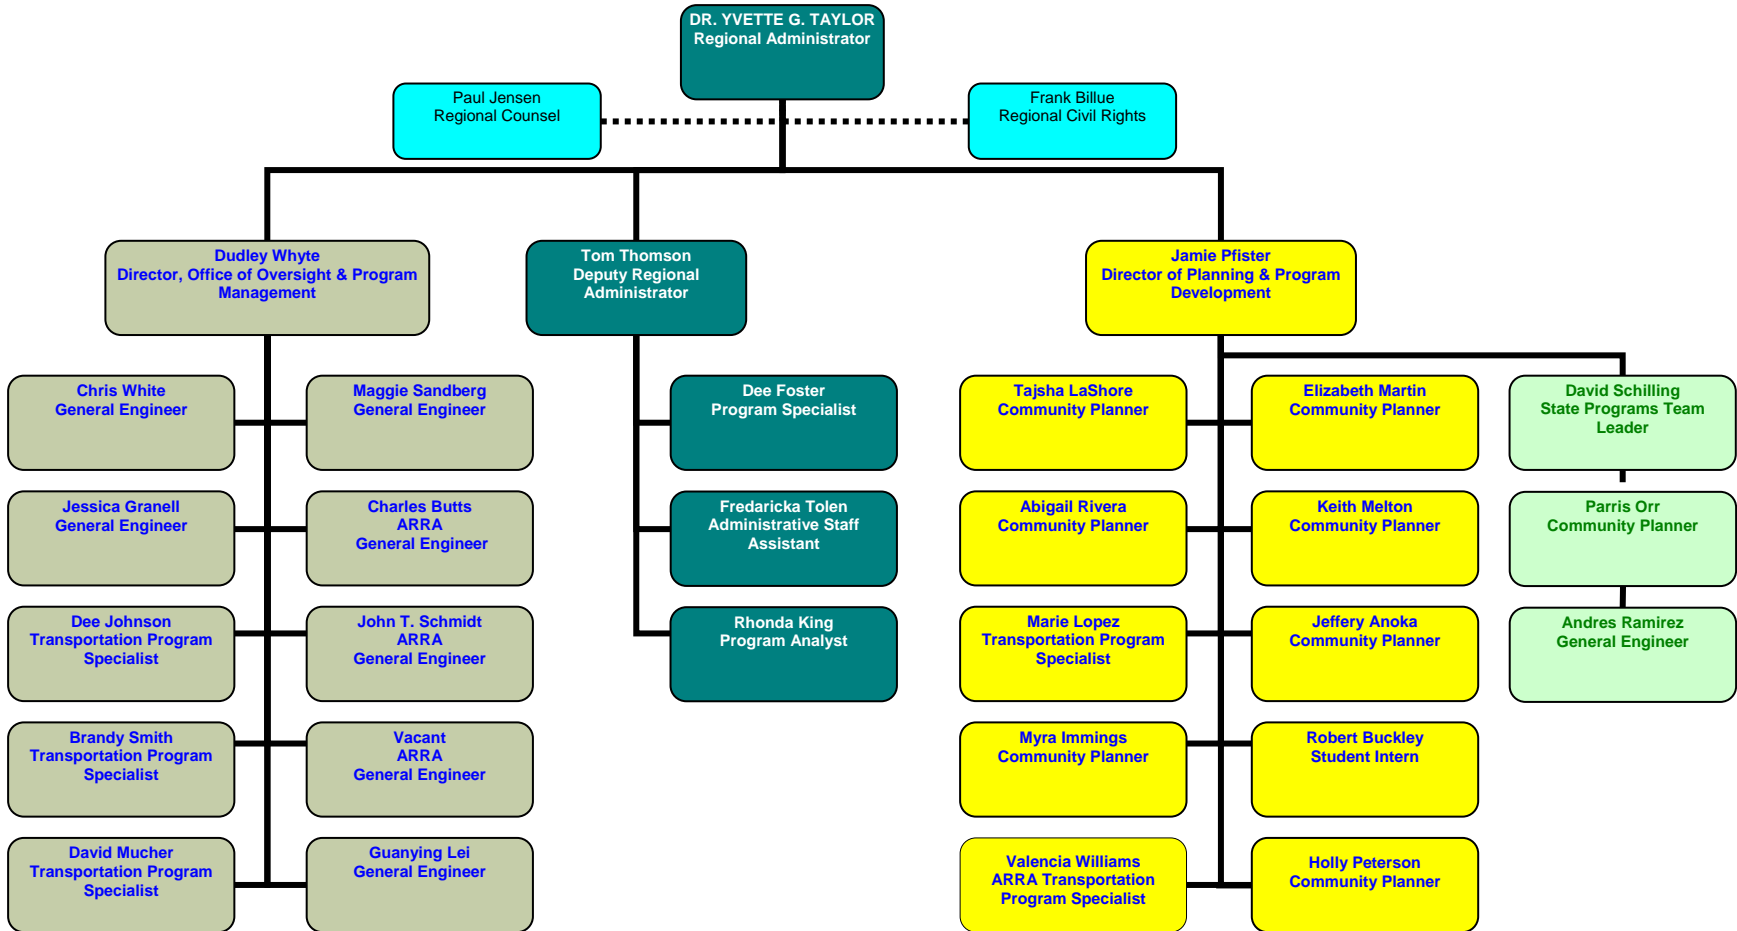 DR. YVETTE G. TAYLOR
Regional Administrator
Paul Jensen
Regional Counsel
Frank Billue
Regional Civil Rights
Dudley Whyte
Director, Office of Oversight & Program
Management
Tom Thomson
Deputy Regional
Administrator
Jamie Pfister
Director of Planning & Program
Development
Chris White
General Engineer
Maggie Sandberg
General Engineer
Dee Foster
Program Specialist
Tajsha LaShore
Community Planner
Elizabeth Martin
Community Planner
David Schilling
State Programs Team
Leader
Jessica Granell
General Engineer
Charles Butts
ARRA
General Engineer
Fredaricka Tolen
Administrative Staff
Assistant
Abigail Rivera
Community Planner
Keith Melton
Community Planner
Parris Orr
Community Planner
Dee Johnson
Transportation Program
Specialist
John T. Schmidt
ARRA
General Engineer
Rhonda King
Program Analyst
Marie Lopez
Transportation Program
Specialist
Jeffery Anoka
Community Planner
Andres Ramirez
General Engineer
Brandy Smith
Transportation Program
Specialist
Vacant
ARRA
General Engineer
Myra Immings
Community Planner
Robert Buckley
Student Intern
David Mucher
Transportation Program
Specialist
Guanying Lei
General Engineer
Valencia Williams
ARRA Transportation
Program Specialist
Holly Peterson
Community Planner